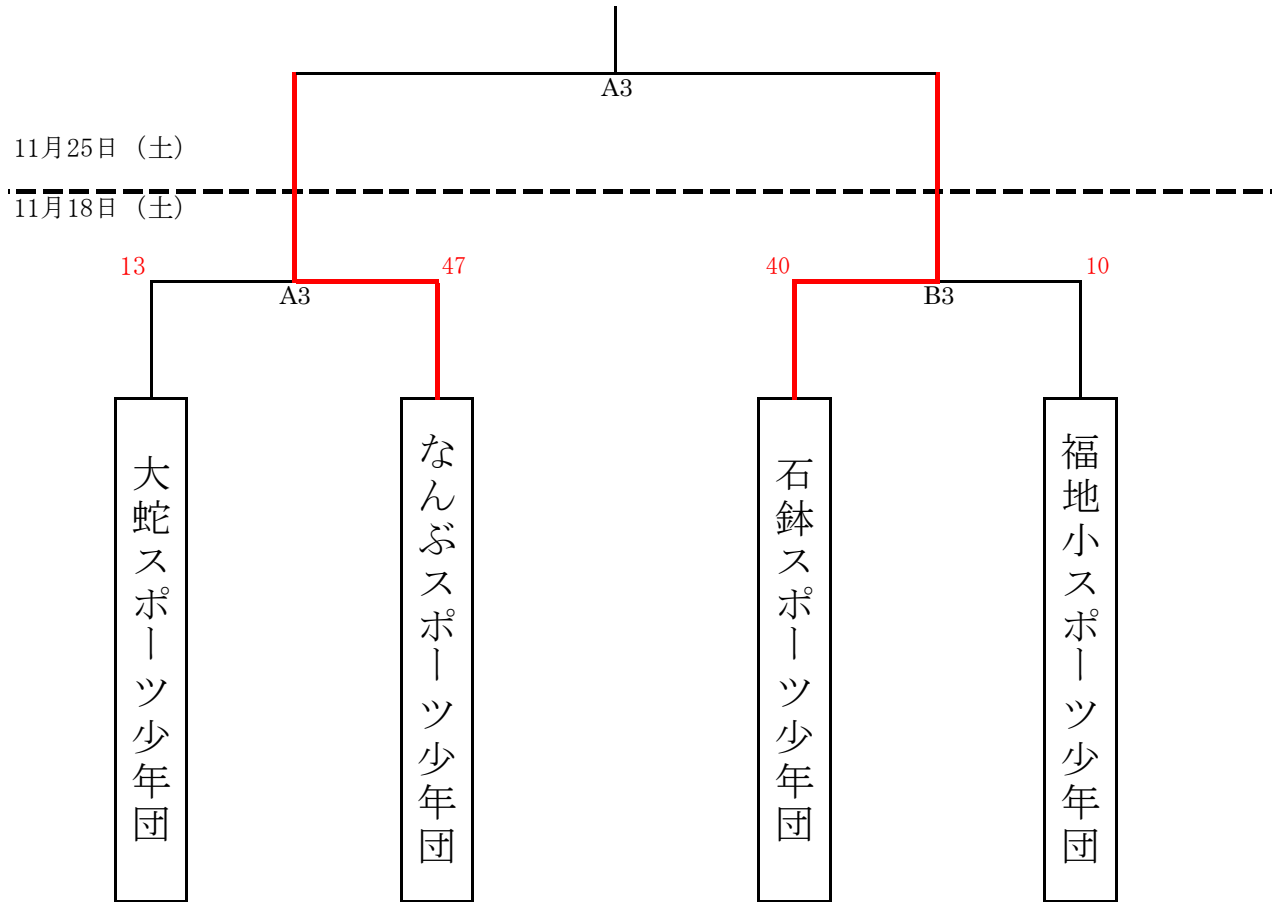 A3
11月25日（土）
11月18日（土）
13
47
40
10
A3
B3
大蛇スポーツ少年団
なんぶスポーツ少年団
石鉢スポーツ少年団
福地小スポーツ少年団